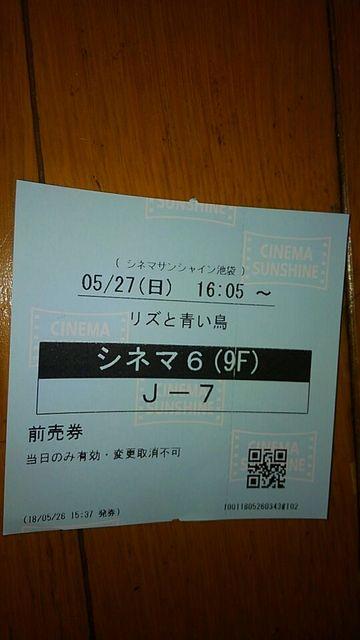 CINEMA SUNSHINE
( シネマサンシャイン池袋 )
05/27(日) 16:05 ～
リズと青い鳥
シネマ6(9F)
J－7
前売券
当日のみ有効・変更取消不可
(18/05/26 15:37 発券)